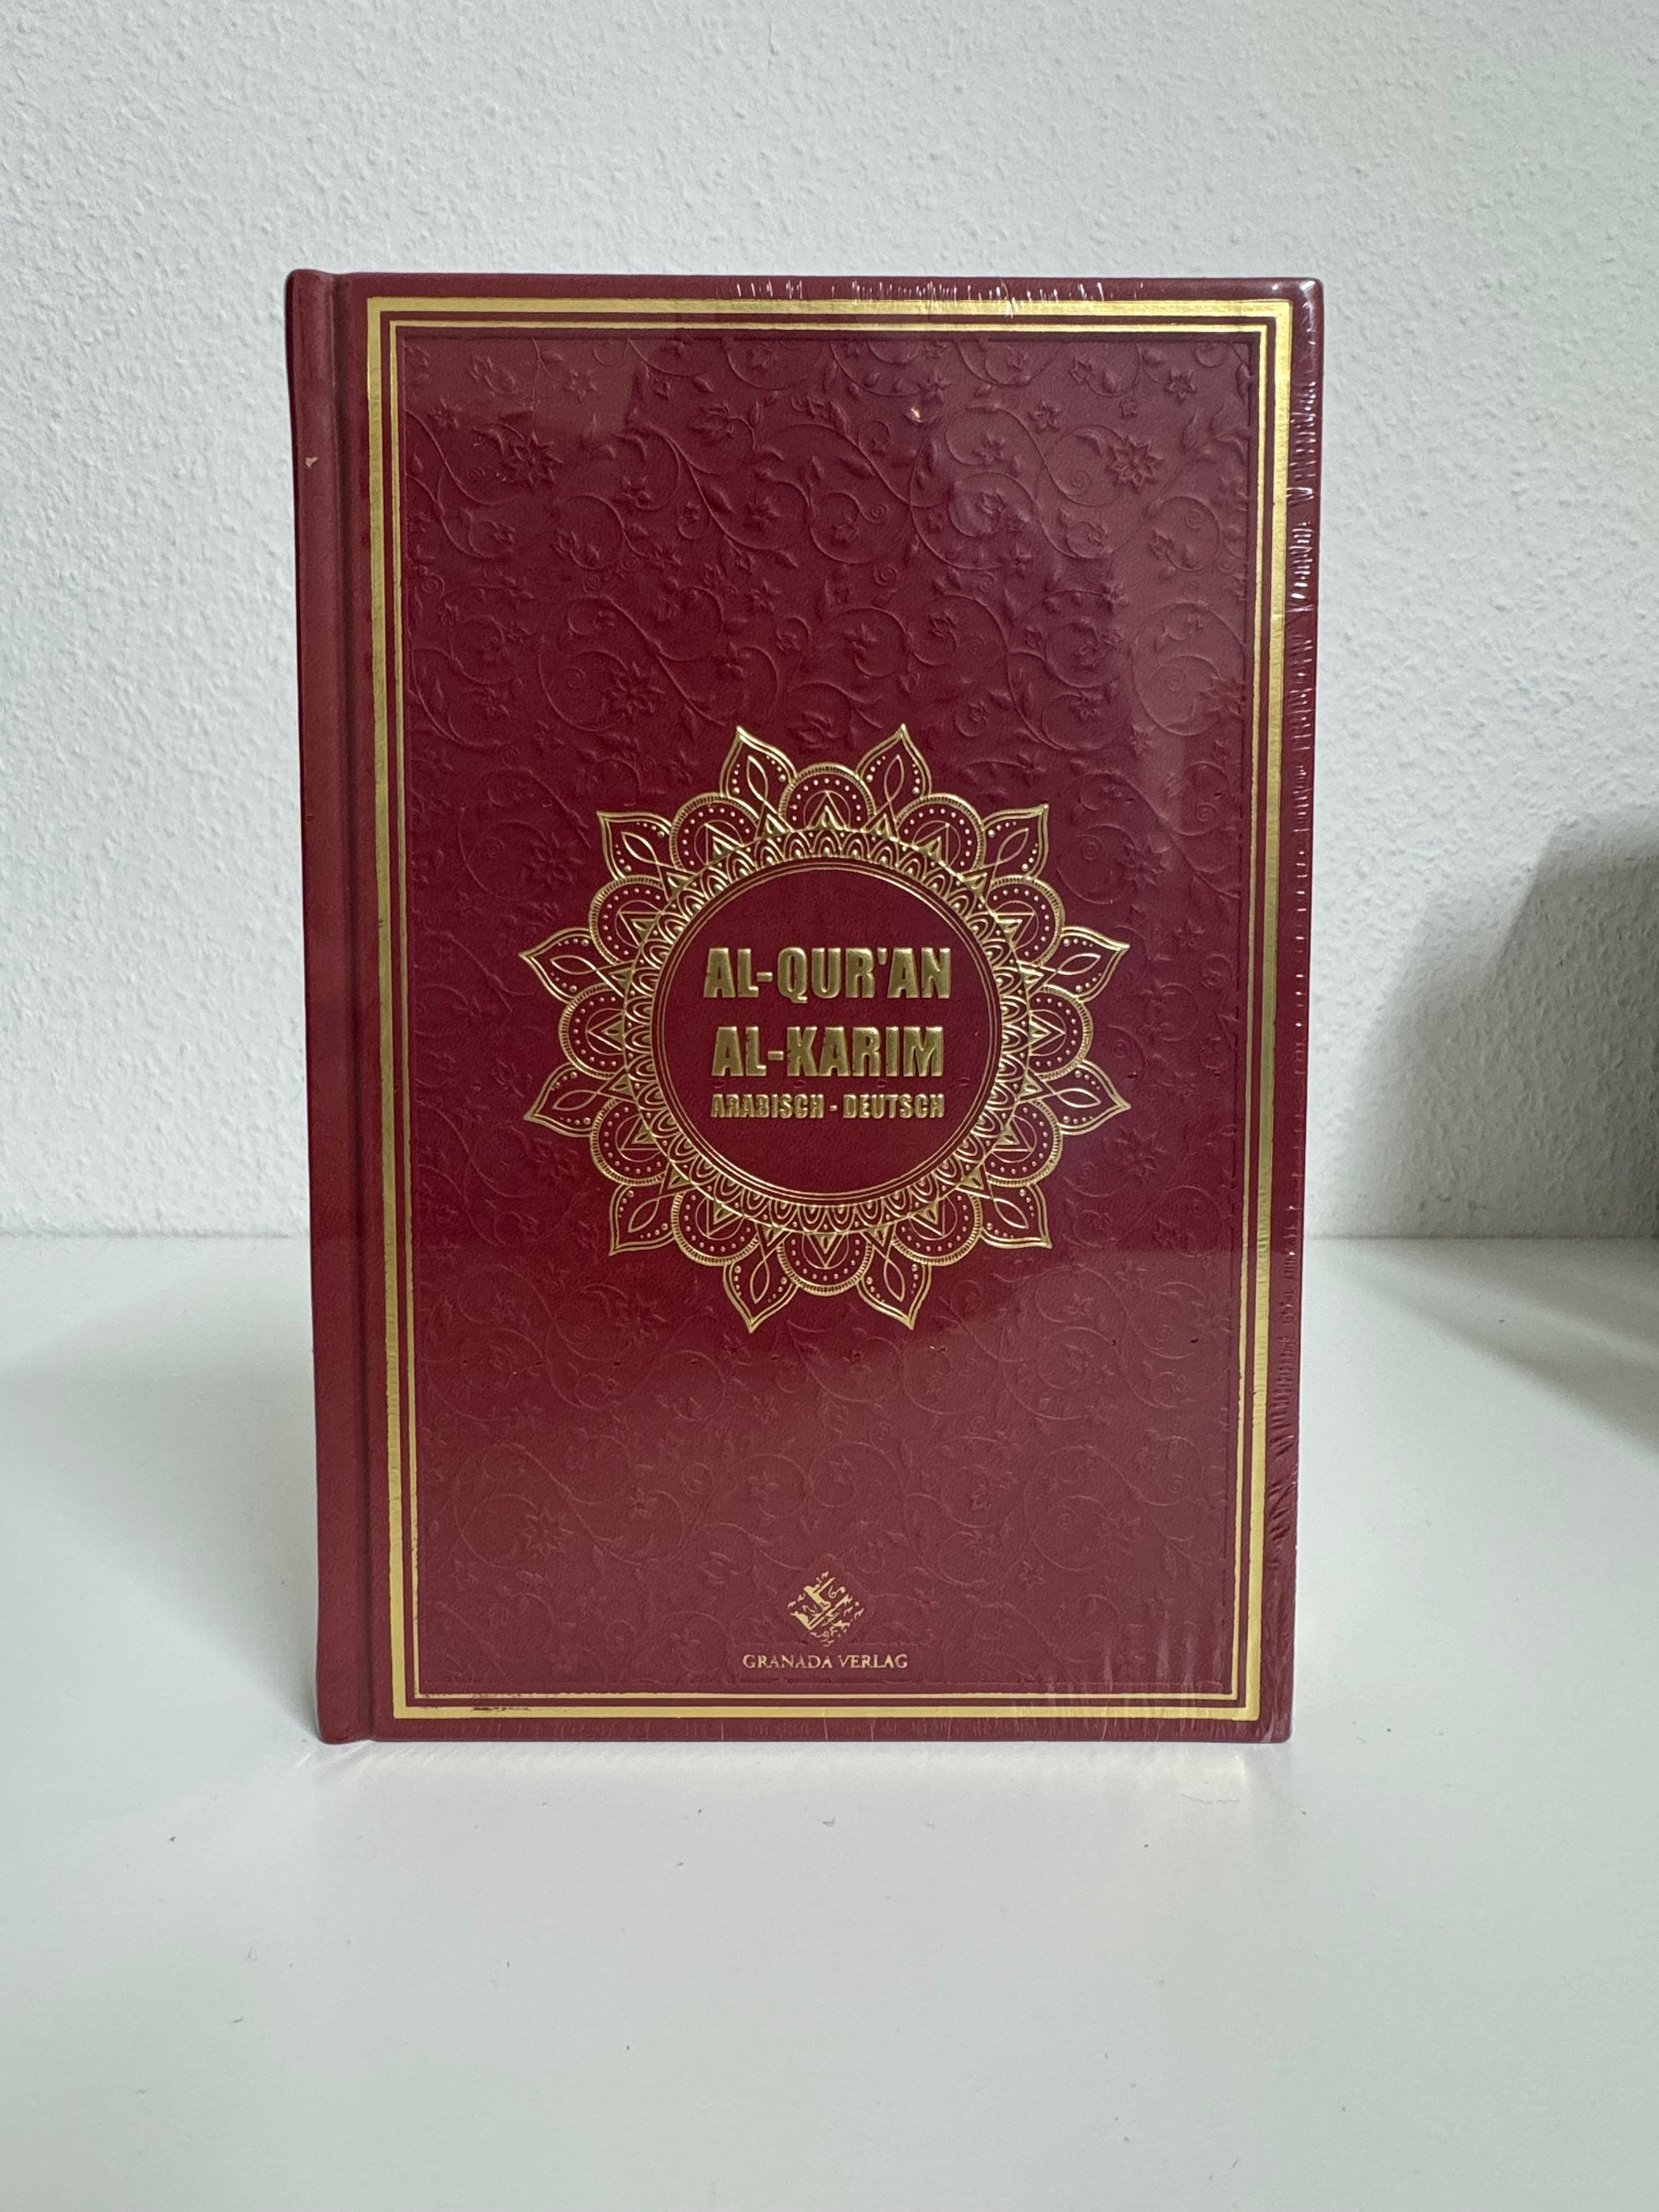 AL-QUR'AN
AL-KARIM
ARABISCH - DEUTSCH
GRANADA VERLAG